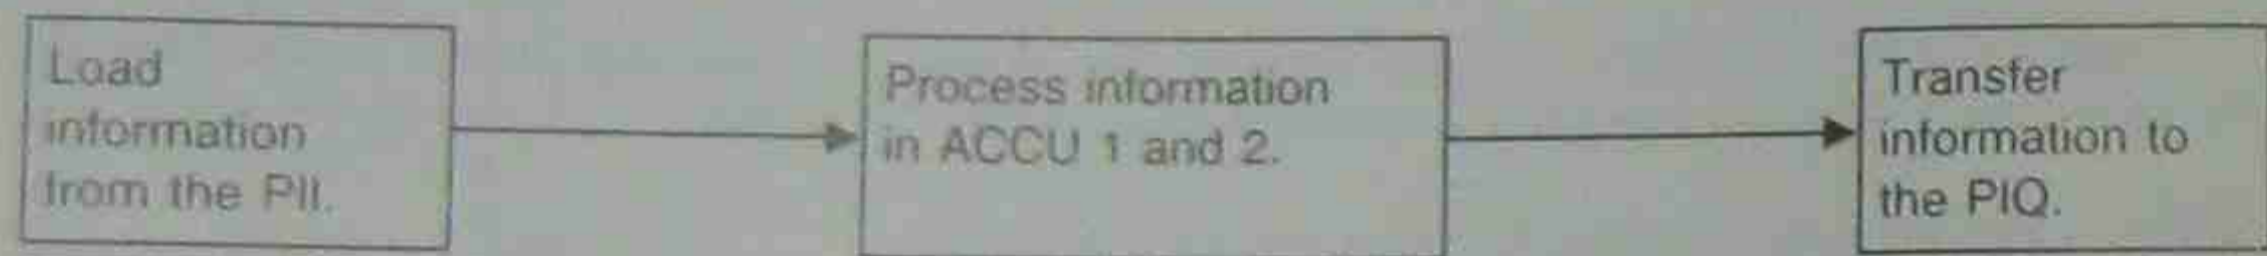 Load
information
from the PII.
Process information
in ACCU 1 and 2.
Transfer
information to
the PIQ.